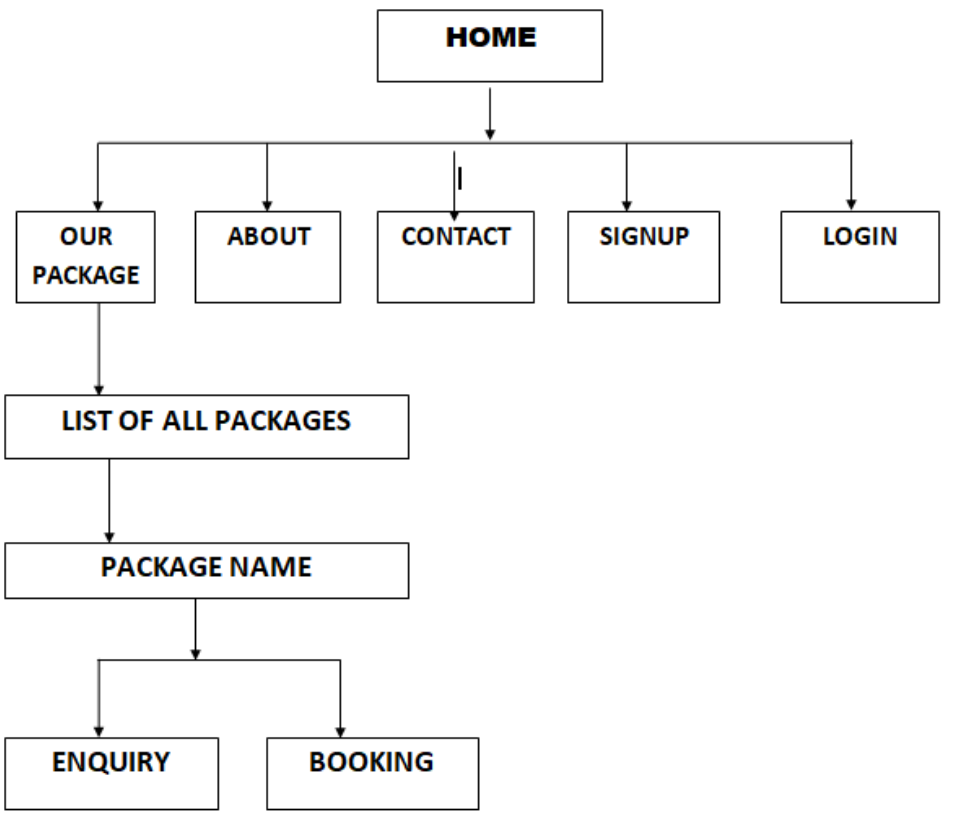 HOME
OUR
PACKAGE
ABOUT
CONTACT
SIGNUP
LOGIN
LIST OF ALL PACKAGES
PACKAGE NAME
ENQUIRY
BOOKING